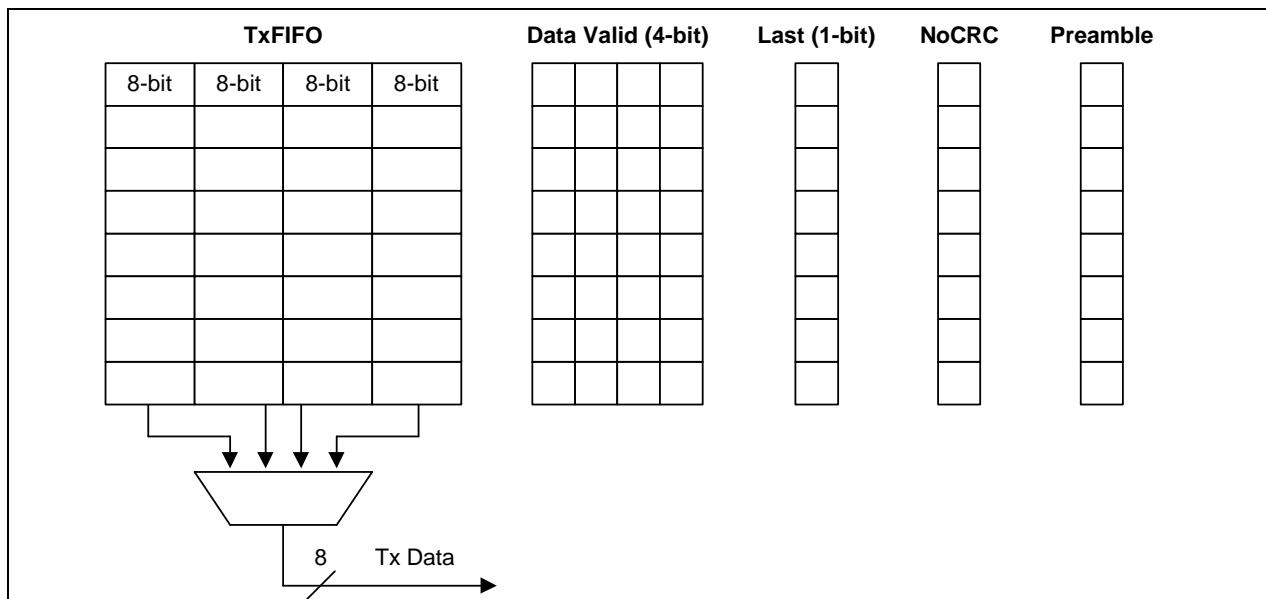 TxFIFO Data Valid (4-bit) Last (1-bit) NoCRC Preamble
8-bit 8-bit 8-bit 8-bit
8 Tx Data